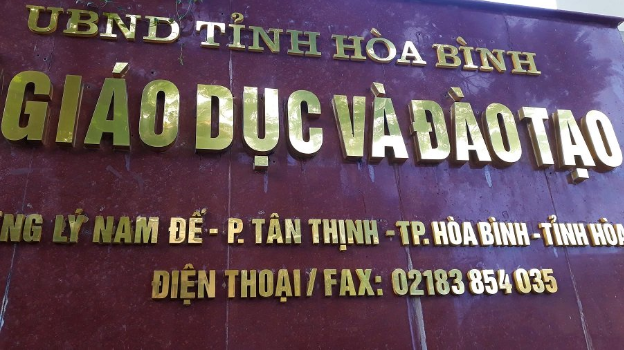 UBND TỈNH HÒA BÌNH
GIÁO DỤC VÀ ĐÀO TẠO
LÝ NAM ĐẾ - P. TÂN THỊNH - TP. HÒA BÌNH - TỈNH HÒA
ĐIỆN THOẠI / FAX: 02183 854 035